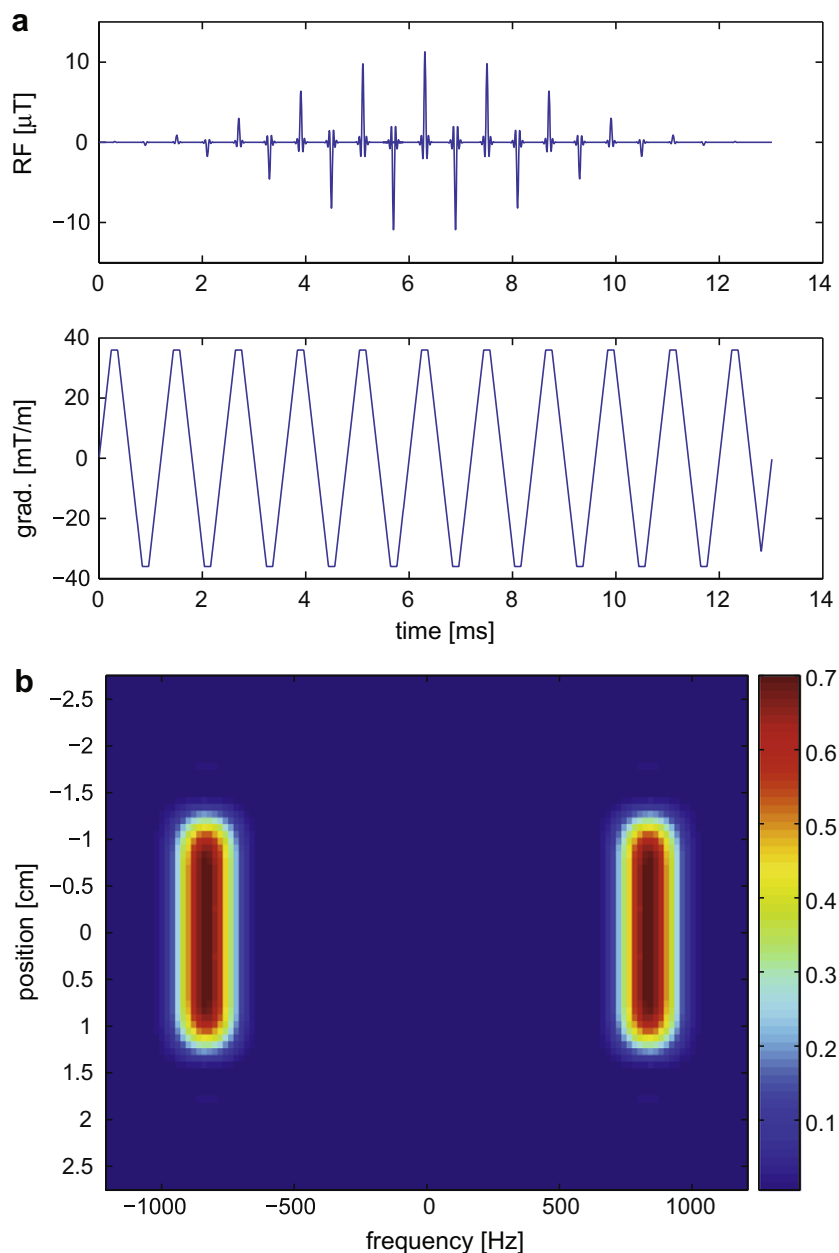 a
RF [μT]
10
0
−10
0 2 4 6 8 10 12 14
grad. [mT/m]
40
20
0
−20
−40
0 2 4 6 8 10 12 14
time [ms]
b
position [cm]
−2.5
−2
−1.5
−1
−0.5
0
0.5
1
1.5
2
2.5
−1000 −500 0 500 1000
frequency [Hz]
0.7
0.6
0.5
0.4
0.3
0.2
0.1